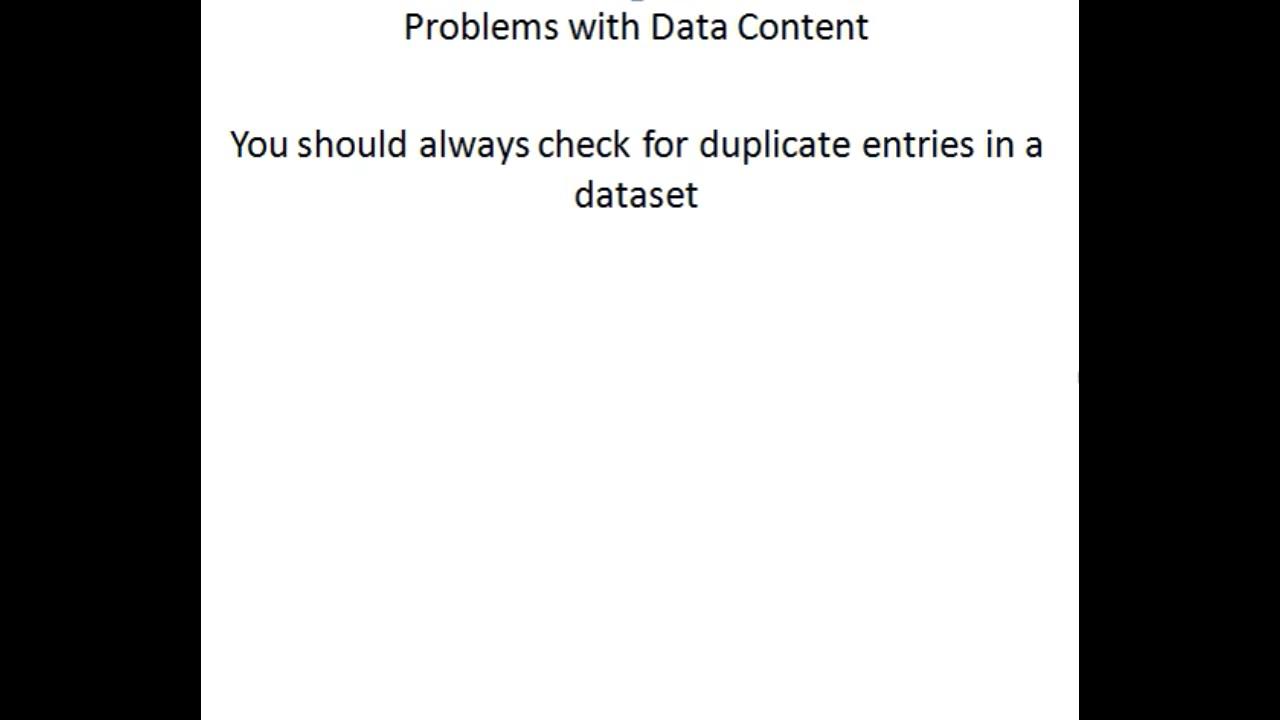 Problems with Data Content
You should always check for duplicate entries in a
dataset